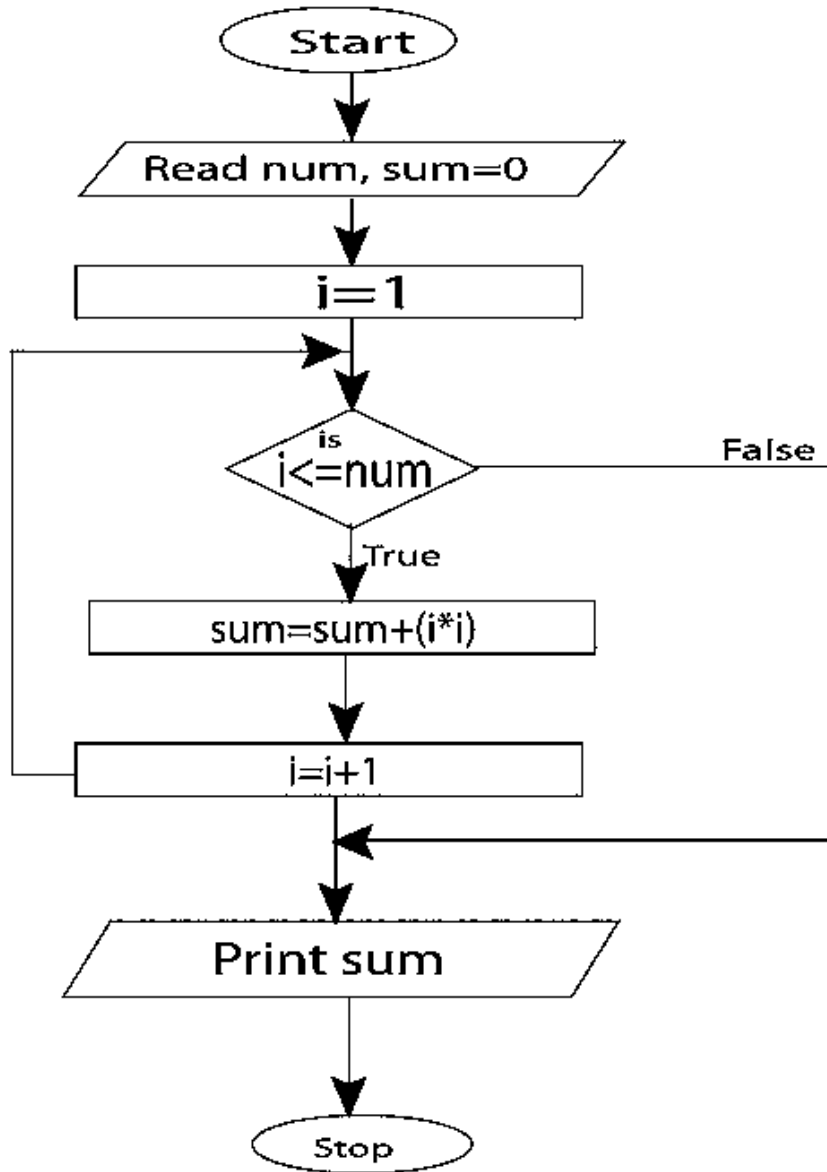 Start
Read num, sum=0
i=1
is
i<=num
False
True
sum=sum+(i*i)
i=i+1
Print sum
Stop